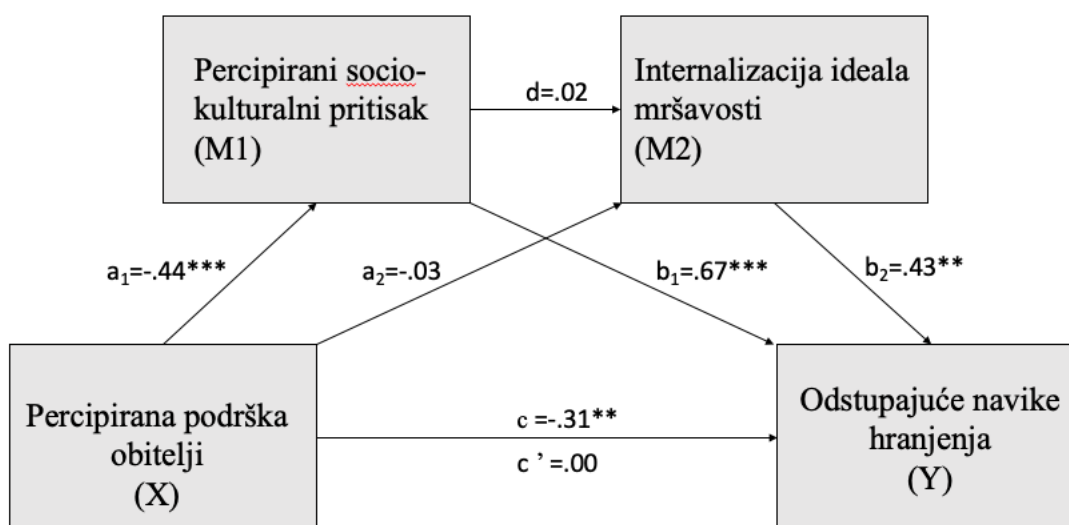 Percipirani socio-
kulturalni pritisak
(M1)
d=.02
Internalizacija ideala
mršavosti
(M2)
a₁=-.44***
a₂=-.03
b₁=.67***
b₂=.43**
Percipirana podrška
obitelji
(X)
c =-.31**
c ’ =.00
Odstupajuće navike
hranjenja
(Y)